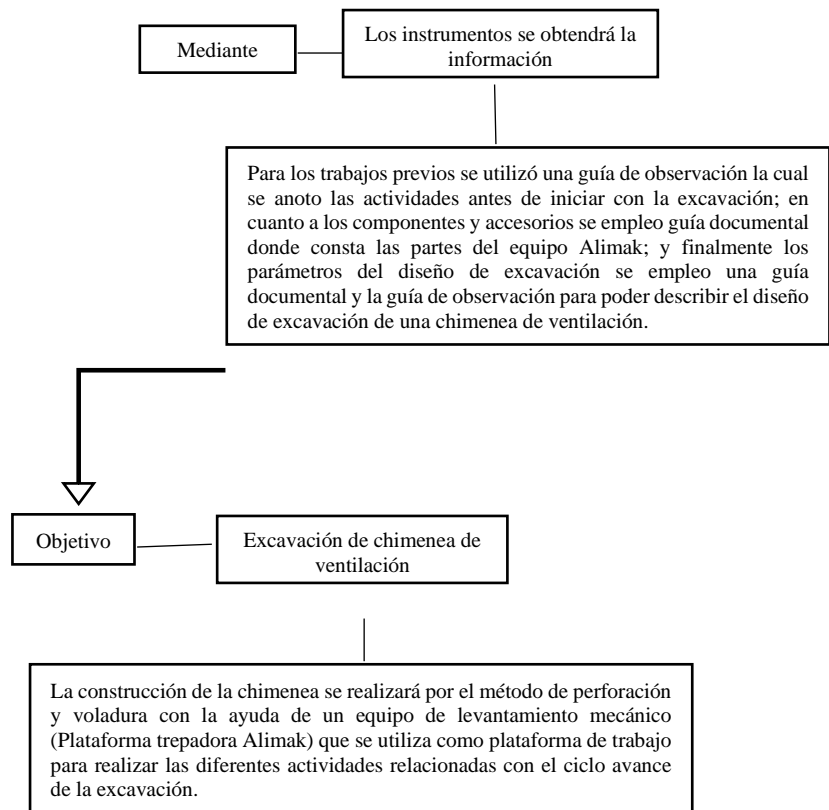 Mediante
Los instrumentos se obtendrá la
información
Para los trabajos previos se utilizó una guía de observación la cual
se anoto las actividades antes de iniciar con la excavación; en
cuanto a los componentes y accesorios se empleo guía documental
donde consta las partes del equipo Alimak; y finalmente los
parámetros del diseño de excavación se empleo una guía
documental y la guía de observación para poder describir el diseño
de excavación de una chimenea de ventilación.
Objetivo
Excavación de chimenea de
ventilación
La construcción de la chimenea se realizará por el método de perforación
y voladura con la ayuda de un equipo de levantamiento mecánico
(Plataforma trepadora Alimak) que se utiliza como plataforma de trabajo
para realizar las diferentes actividades relacionadas con el ciclo avance
de la excavación.